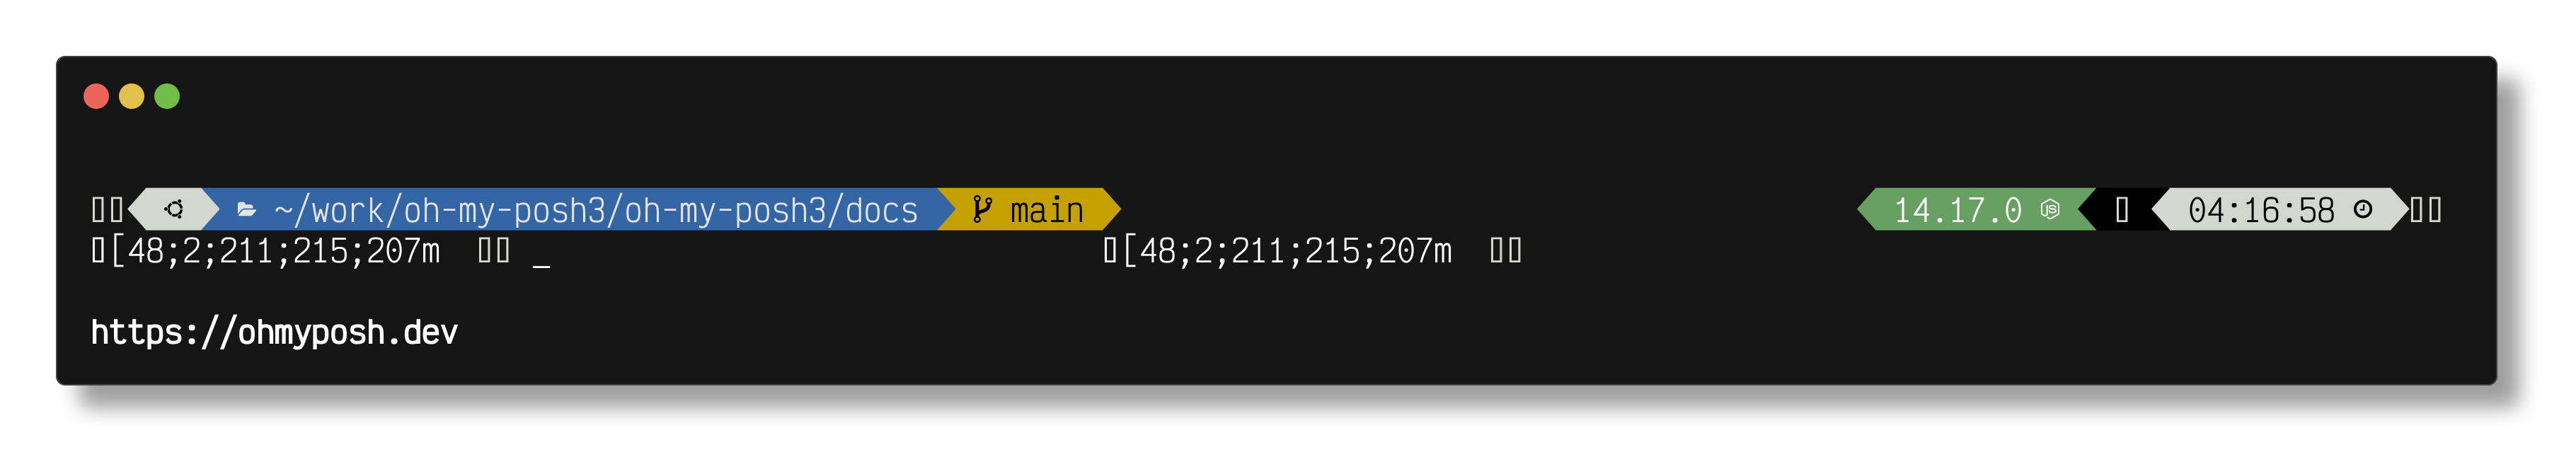 ▯▯ ~/work/oh-my-posh3/oh-my-posh3/docs main 14.17.0 ▯ 04:16:58 ▯▯
▯[48;2;211;215;207m ▯▯ _ ▯[48;2;211;215;207m ▯▯
https://ohmyposh.dev